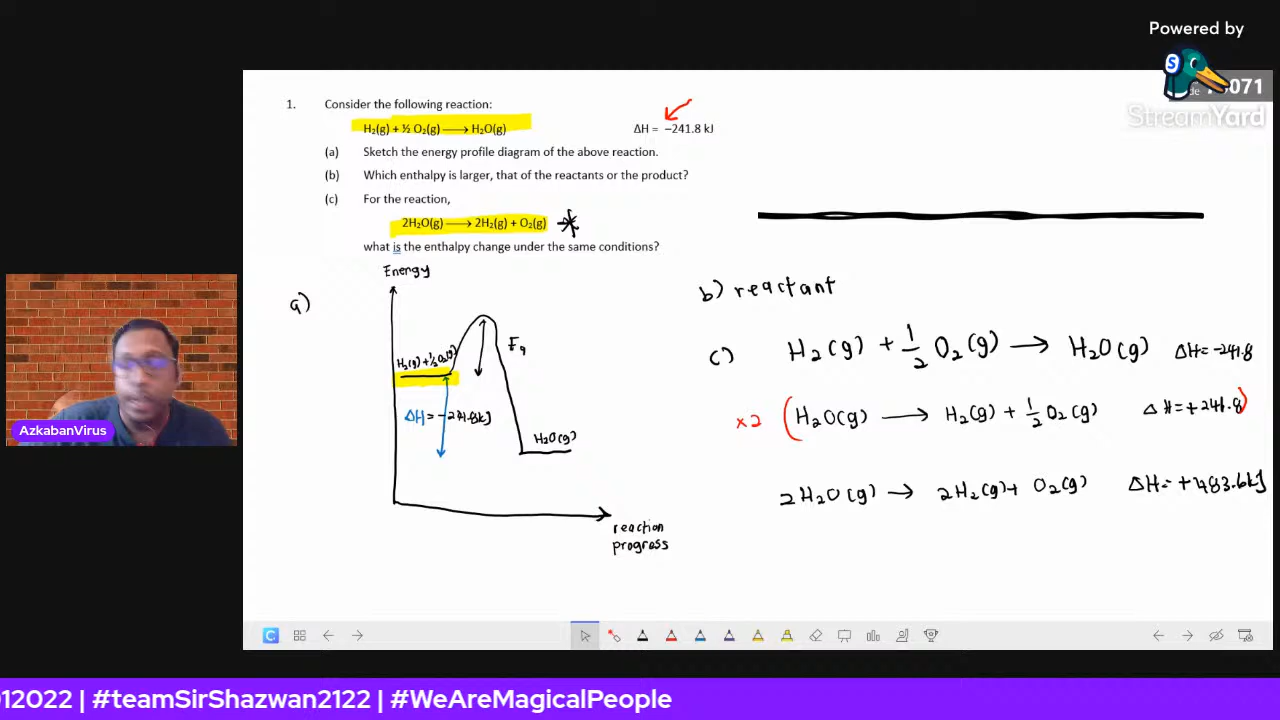 Powered by
071
StreamYard
1. Consider the following reaction:
H₂(g) + ½ O₂(g) ⟶ H₂O(g) ΔH = −241.8 kJ
(a) Sketch the energy profile diagram of the above reaction.
(b) Which enthalpy is larger, that of the reactants or the product?
(c) For the reaction,
2H₂O(g) ⟶ 2H₂(g) + O₂(g)
what is the enthalpy change under the same conditions?
a)
Energy
H₂(g) + ½O₂(g)
Ea
ΔH = −241.8kJ
H₂O(g)
reaction
progress
b) reactant
c) H₂(g) + ½ O₂(g) ⟶ H₂O(g) ΔH = −241.8
×2 (H₂O(g) ⟶ H₂(g) + ½ O₂(g) ΔH = +241.8)
2H₂O(g) → 2H₂(g) + O₂(g) ΔH = +483.6kJ
AzkabanVirus
012022 | #teamSirShazwan2122 | #WeAreMagicalPeople